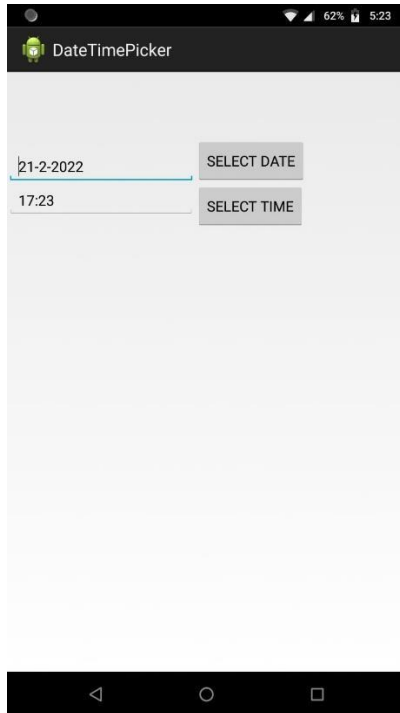 62% 5:23
DateTimePicker
21-2-2022 SELECT DATE
17:23 SELECT TIME